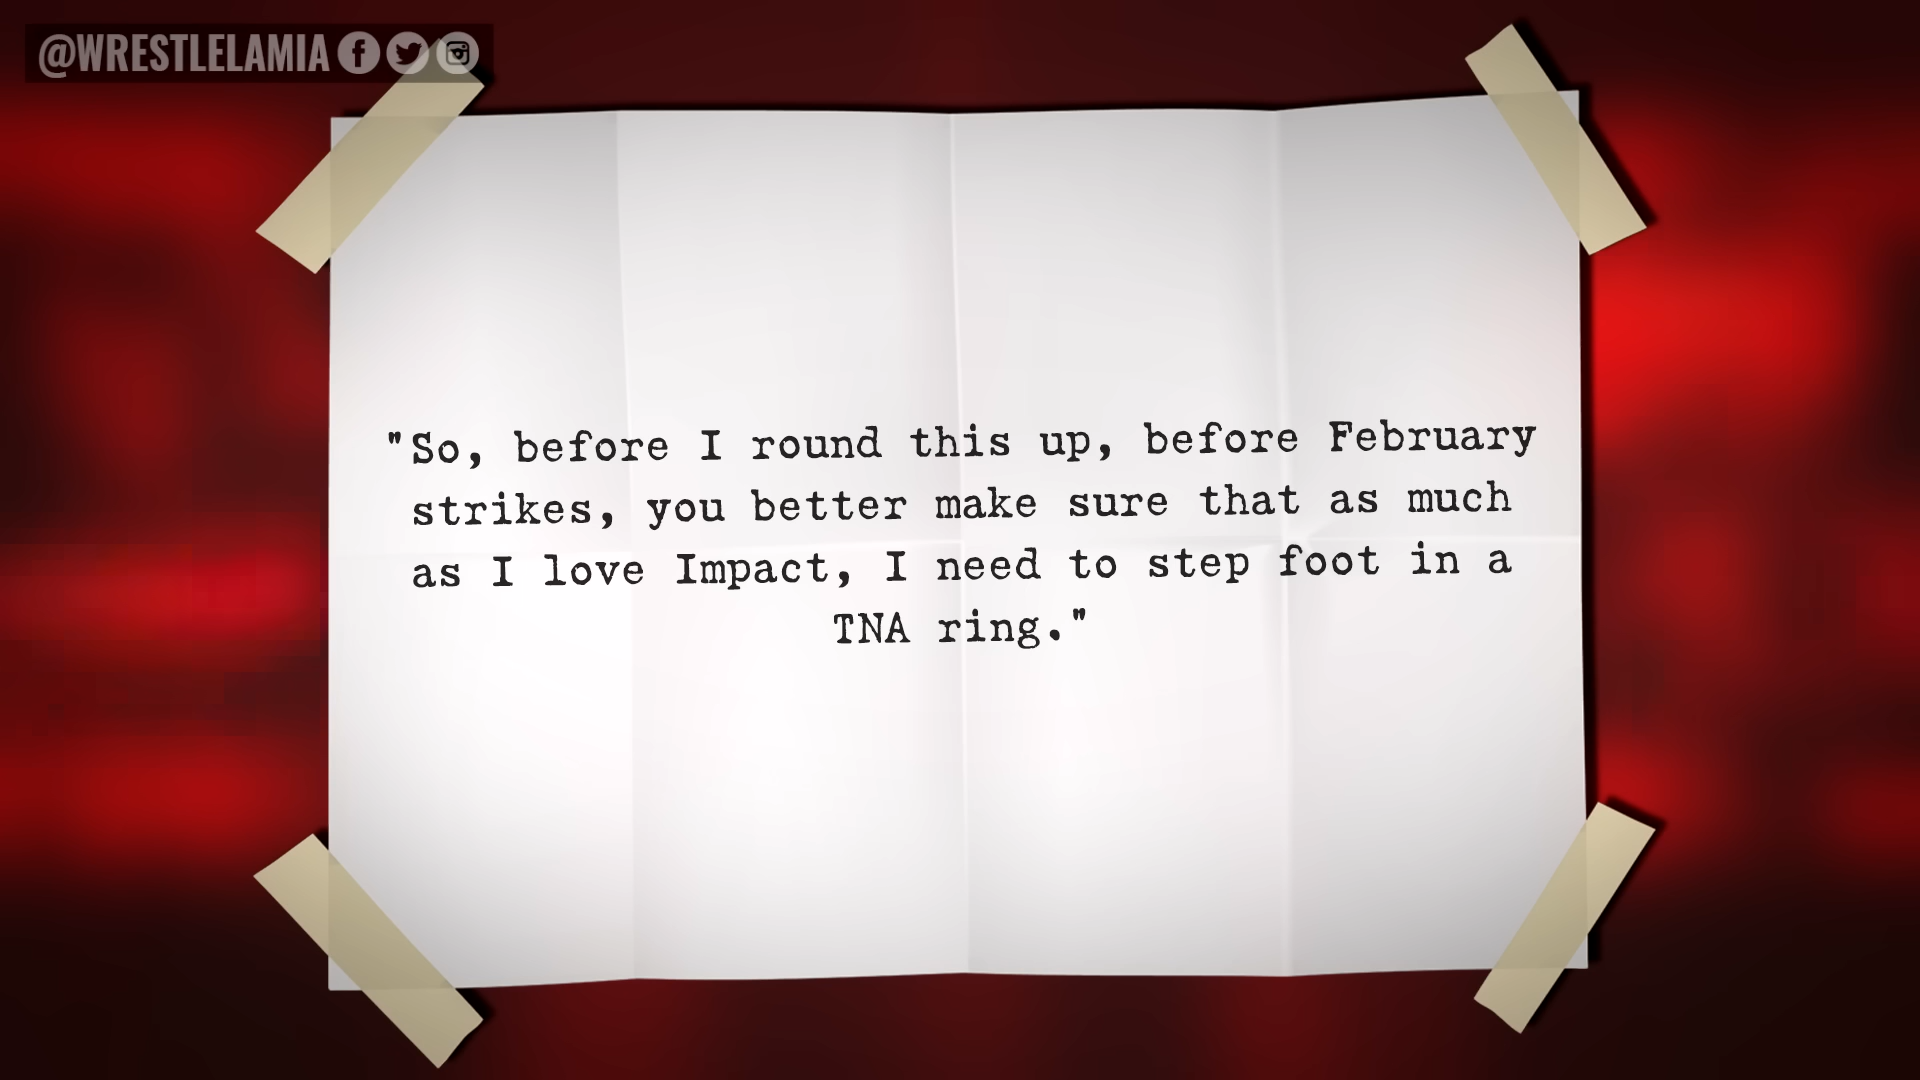 @WRESTLELAMIA
"So, before I round this up, before February
strikes, you better make sure that as much
as I love Impact, I need to step foot in a
TNA ring."